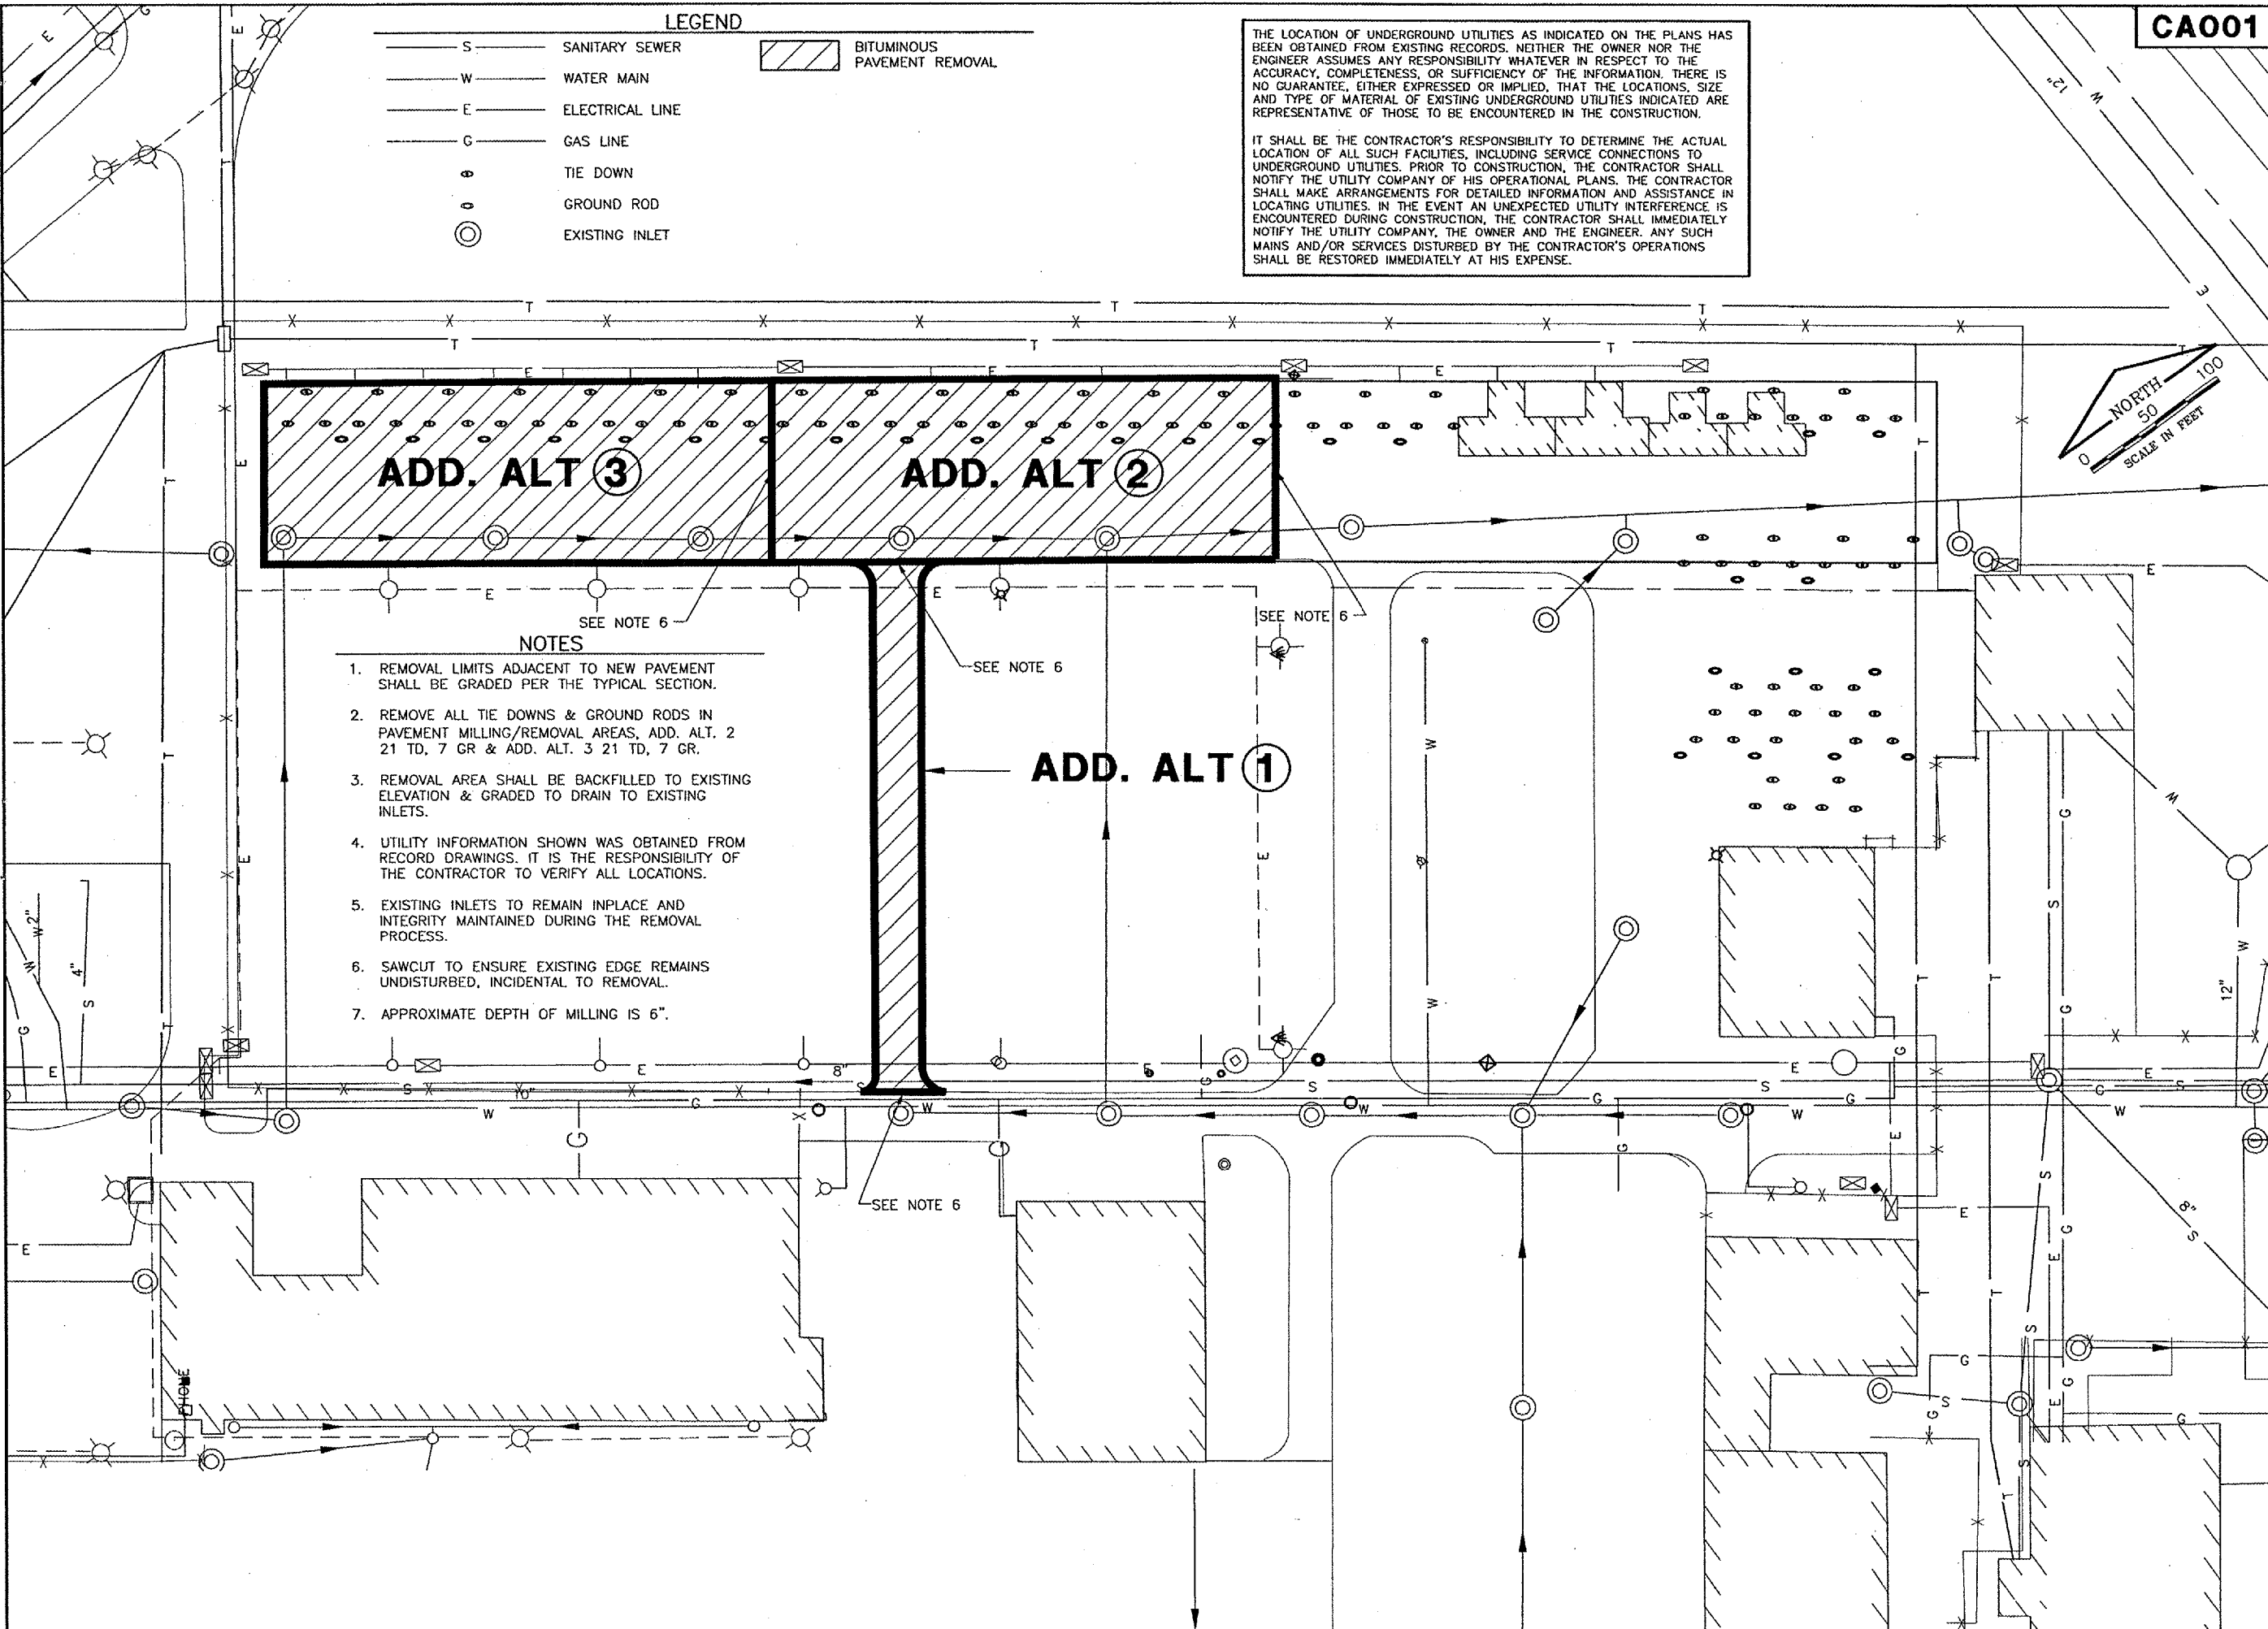 LEGEND
S SANITARY SEWER
W WATER MAIN
E ELECTRICAL LINE
G GAS LINE
TIE DOWN
GROUND ROD
EXISTING INLET
BITUMINOUS
PAVEMENT REMOVAL
THE LOCATION OF UNDERGROUND UTILITIES AS INDICATED ON THE PLANS HAS
BEEN OBTAINED FROM EXISTING RECORDS. NEITHER THE OWNER NOR THE
ENGINEER ASSUMES ANY RESPONSIBILITY WHATEVER IN RESPECT TO THE
ACCURACY, COMPLETENESS, OR SUFFICIENCY OF THE INFORMATION. THERE IS
NO GUARANTEE, EITHER EXPRESSED OR IMPLIED, THAT THE LOCATIONS, SIZE
AND TYPE OF MATERIAL OF EXISTING UNDERGROUND UTILITIES INDICATED ARE
REPRESENTATIVE OF THOSE TO BE ENCOUNTERED IN THE CONSTRUCTION.
IT SHALL BE THE CONTRACTOR'S RESPONSIBILITY TO DETERMINE THE ACTUAL
LOCATION OF ALL SUCH FACILITIES, INCLUDING SERVICE CONNECTIONS TO
UNDERGROUND UTILITIES. PRIOR TO CONSTRUCTION, THE CONTRACTOR SHALL
NOTIFY THE UTILITY COMPANY OF HIS OPERATIONAL PLANS. THE CONTRACTOR
SHALL MAKE ARRANGEMENTS FOR DETAILED INFORMATION AND ASSISTANCE IN
LOCATING UTILITIES. IN THE EVENT AN UNEXPECTED UTILITY INTERFERENCE IS
ENCOUNTERED DURING CONSTRUCTION, THE CONTRACTOR SHALL IMMEDIATELY
NOTIFY THE UTILITY COMPANY, THE OWNER AND THE ENGINEER. ANY SUCH
MAINS AND/OR SERVICES DISTURBED BY THE CONTRACTOR'S OPERATIONS
SHALL BE RESTORED IMMEDIATELY AT HIS EXPENSE.
CA001
12" W
NORTH
0 50 100
SCALE IN FEET
ADD. ALT 3
ADD. ALT 2
SEE NOTE 6
SEE NOTE 6
SEE NOTE 6
NOTES
1. REMOVAL LIMITS ADJACENT TO NEW PAVEMENT
SHALL BE GRADED PER THE TYPICAL SECTION.
2. REMOVE ALL TIE DOWNS & GROUND RODS IN
PAVEMENT MILLING/REMOVAL AREAS, ADD. ALT. 2
21 TD, 7 GR & ADD. ALT. 3 21 TD, 7 GR.
3. REMOVAL AREA SHALL BE BACKFILLED TO EXISTING
ELEVATION & GRADED TO DRAIN TO EXISTING
INLETS.
4. UTILITY INFORMATION SHOWN WAS OBTAINED FROM
RECORD DRAWINGS. IT IS THE RESPONSIBILITY OF
THE CONTRACTOR TO VERIFY ALL LOCATIONS.
5. EXISTING INLETS TO REMAIN INPLACE AND
INTEGRITY MAINTAINED DURING THE REMOVAL
PROCESS.
6. SAWCUT TO ENSURE EXISTING EDGE REMAINS
UNDISTURBED, INCIDENTAL TO REMOVAL.
7. APPROXIMATE DEPTH OF MILLING IS 6".
ADD. ALT 1
W 2"
S 4"
12" W
8"
10"
SEE NOTE 6
8" S
PHONE